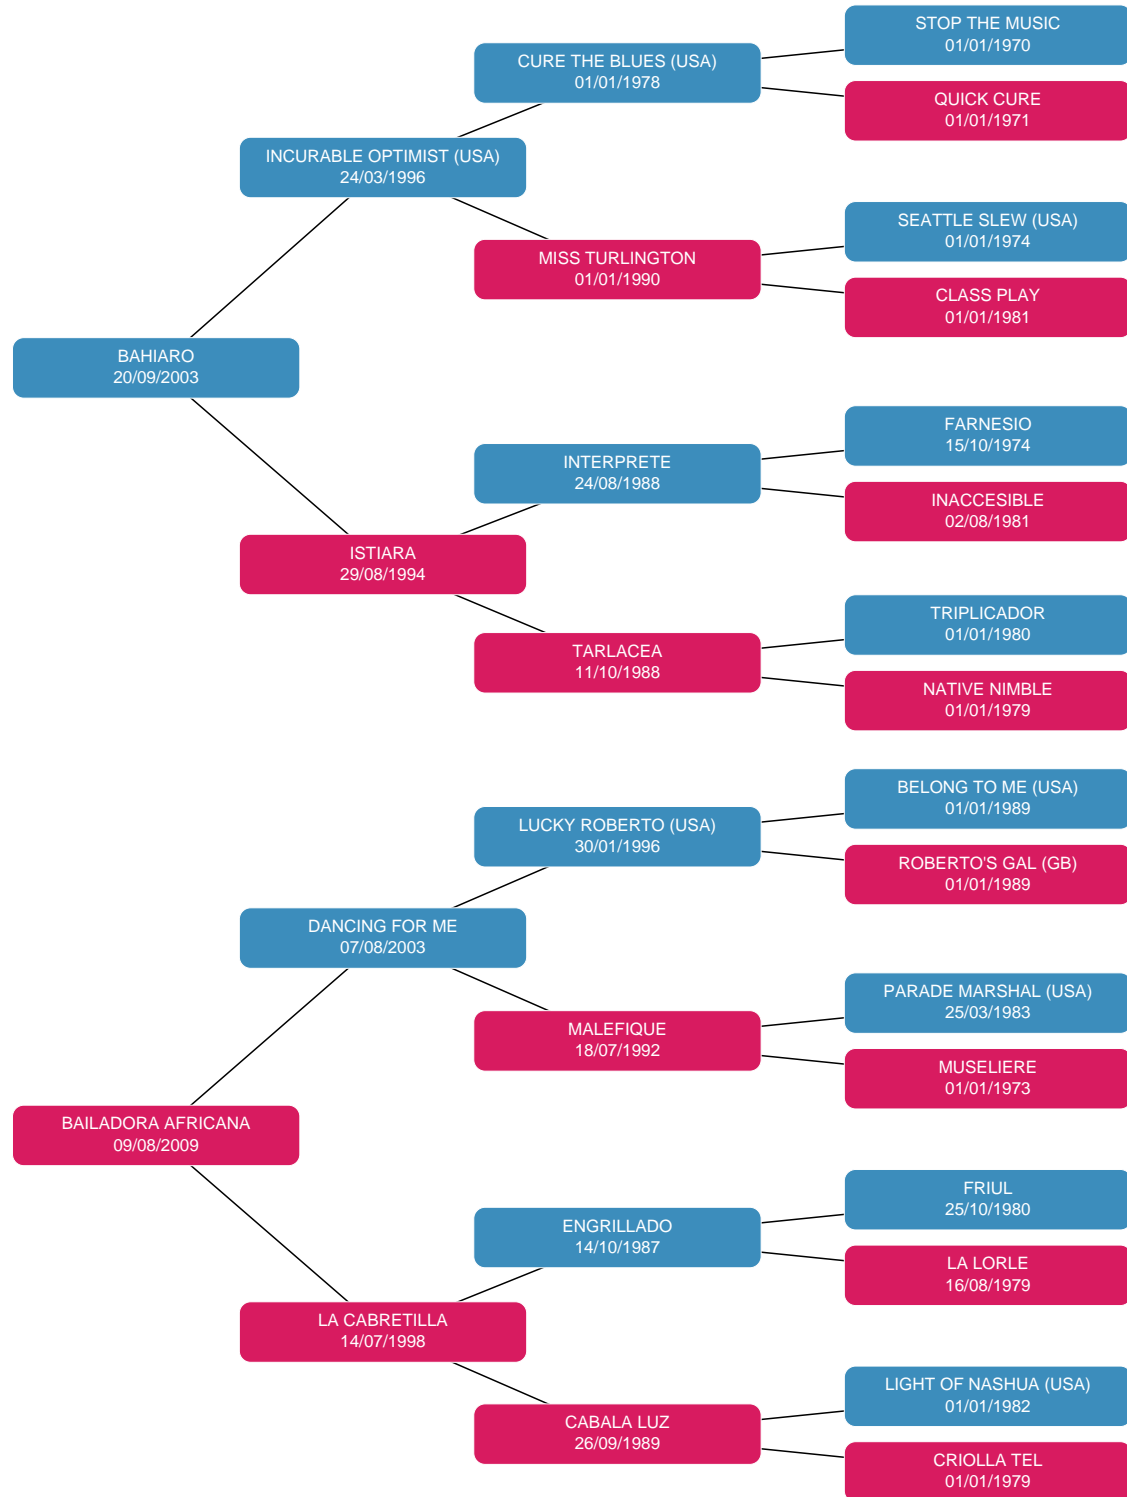 STOP THE MUSIC
01/01/1970
CURE THE BLUES (USA)
01/01/1978
QUICK CURE
01/01/1971
INCURABLE OPTIMIST (USA)
24/03/1996
SEATTLE SLEW (USA)
01/01/1974
MISS TURLINGTON
01/01/1990
CLASS PLAY
01/01/1981
BAHIARO
20/09/2003
FARNESIO
15/10/1974
INTERPRETE
24/08/1988
INACCESIBLE
02/08/1981
ISTIARA
29/08/1994
TRIPLICADOR
01/01/1980
TARLACEA
11/10/1988
NATIVE NIMBLE
01/01/1979
BELONG TO ME (USA)
01/01/1989
LUCKY ROBERTO (USA)
30/01/1996
ROBERTO'S GAL (GB)
01/01/1989
DANCING FOR ME
07/08/2003
PARADE MARSHAL (USA)
25/03/1983
MALEFIQUE
18/07/1992
MUSELIERE
01/01/1973
BAILADORA AFRICANA
09/08/2009
FRIUL
25/10/1980
ENGRILLADO
14/10/1987
LA LORLE
16/08/1979
LA CABRETILLA
14/07/1998
LIGHT OF NASHUA (USA)
01/01/1982
CABALA LUZ
26/09/1989
CRIOLLA TEL
01/01/1979